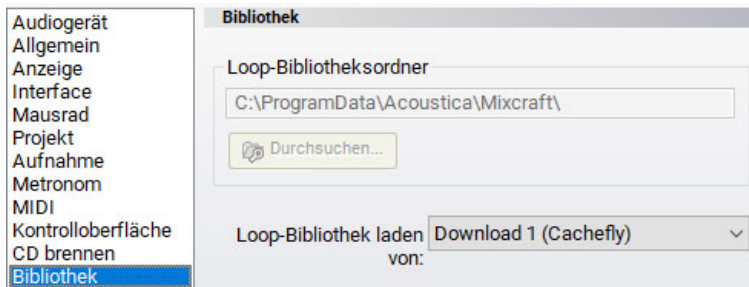 Audiogerät
Allgemein
Anzeige
Interface
Mausrad
Projekt
Aufnahme
Metronom
MIDI
Kontrolloberfläche
CD brennen
Bibliothek
Bibliothek
Loop-Bibliotheksordner
C:\ProgramData\Acoustica\Mixcraft\
Durchsuchen...
Loop-Bibliothek laden von:
Download 1 (Cachefly)